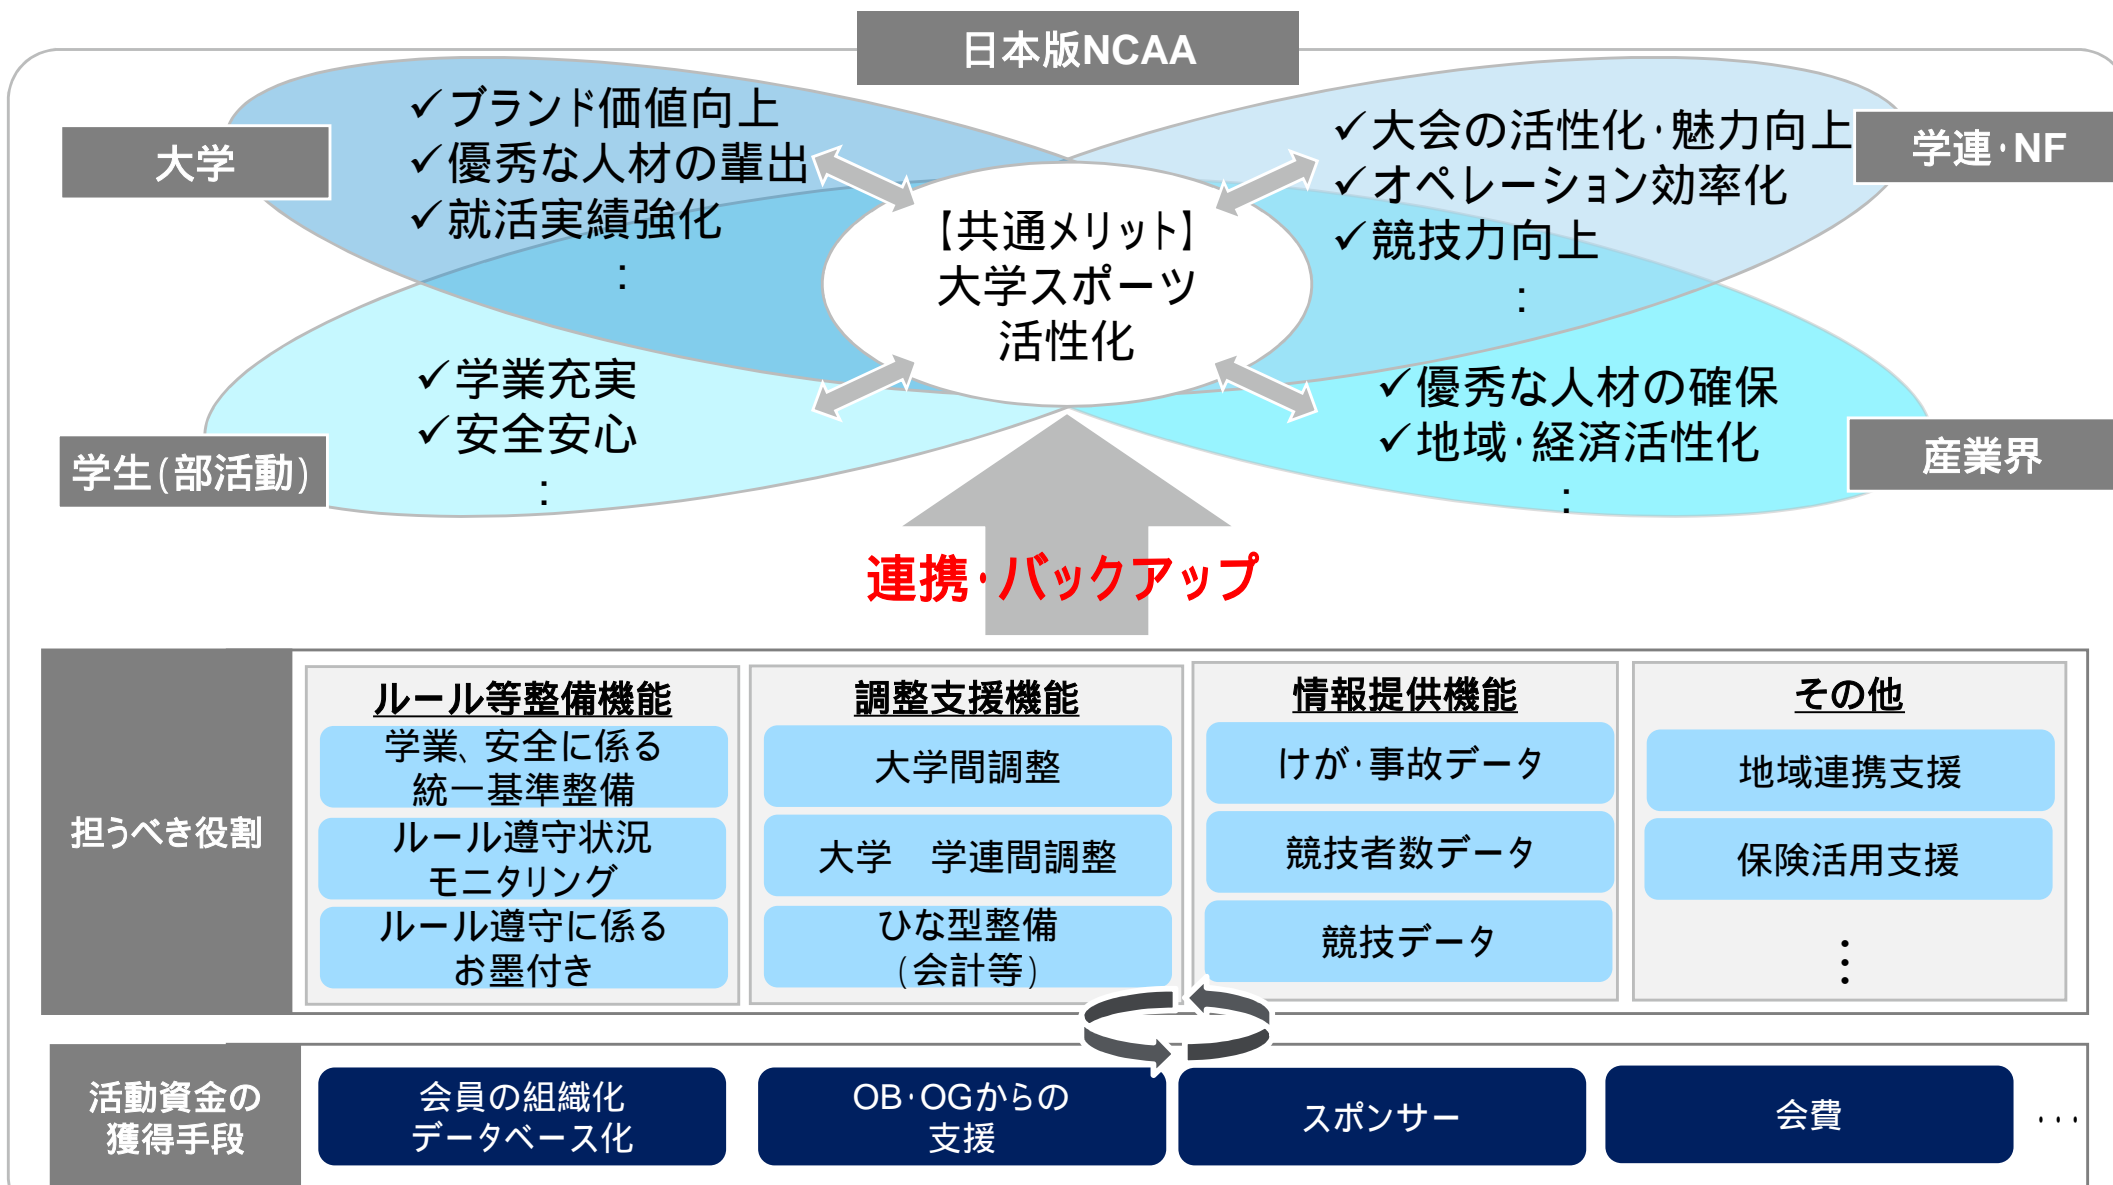 日本版NCAA
大学
✓ブランド価値向上
✓優秀な人材の輩出
✓就活実績強化
:
学連・NF
✓大会の活性化・魅力向上
✓オペレーション効率化
✓競技力向上
:
【共通メリット】
大学スポーツ
活性化
学生(部活動)
✓学業充実
✓安全安心
:
産業界
✓優秀な人材の確保
✓地域・経済活性化
:
連携・バックアップ
担うべき役割
ルール等整備機能
学業、安全に係る
統一基準整備
ルール遵守状況
モニタリング
ルール遵守に係る
お墨付き
調整支援機能
大学間調整
大学　学連間調整
ひな型整備
(会計等)
情報提供機能
けが・事故データ
競技者数データ
競技データ
その他
地域連携支援
保険活用支援
⋮
活動資金の
獲得手段
会員の組織化
データベース化
OB・OGからの
支援
スポンサー
会費
・・・